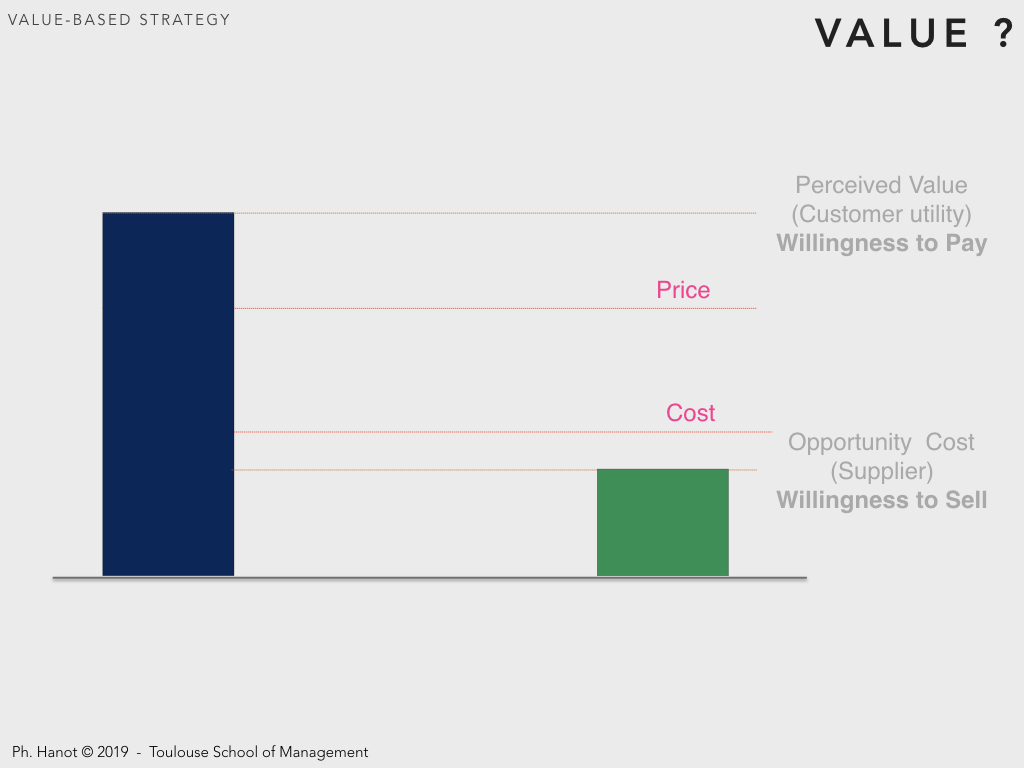 VALUE-BASED STRATEGY
VALUE ?
Perceived Value
(Customer utility)
Willingness to Pay
Price
Cost
Opportunity  Cost
(Supplier)
Willingness to Sell
Ph. Hanot © 2019  -  Toulouse School of Management